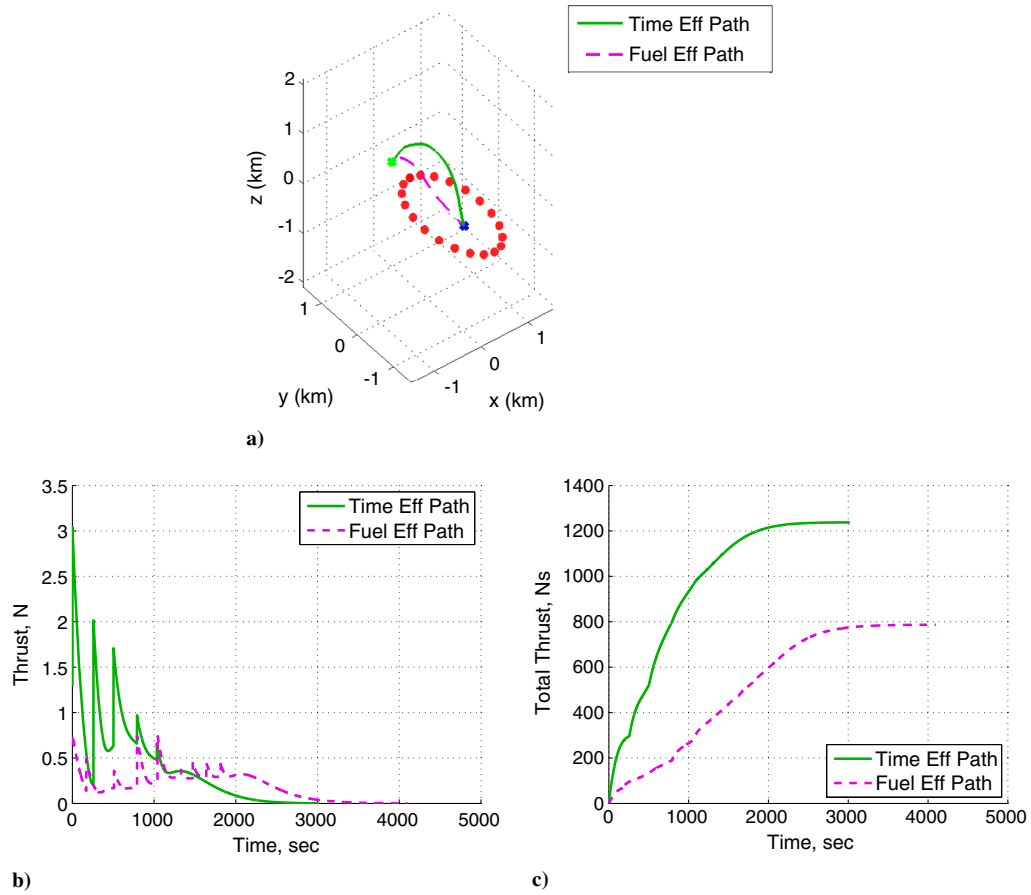 Time Eff Path
Fuel Eff Path
2
1
0
-1
-2
z (km)
1
0
-1
y (km)
-1
0
1
x (km)
a)
3.5
3
2.5
2
1.5
1
0.5
0
Thrust, N
0 1000 2000 3000 4000 5000
Time, sec
Time Eff Path
Fuel Eff Path
b)
1400
1200
1000
800
600
400
200
0
Total Thrust, Ns
0 1000 2000 3000 4000 5000
Time, sec
Time Eff Path
Fuel Eff Path
c)